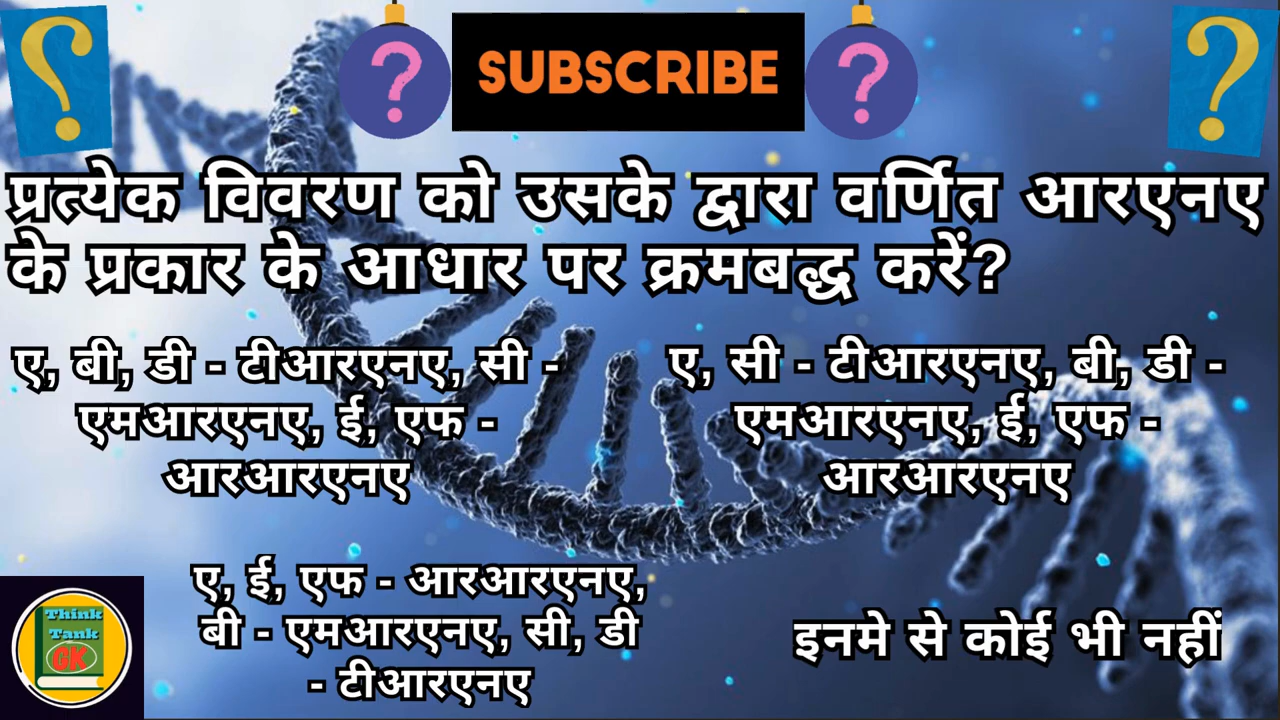 ?
?
SUBSCRIBE
?
?
प्रत्येक विवरण को उसके द्वारा वर्णित आरएनए
के प्रकार के आधार पर क्रमबद्ध करें?
ए, बी, डी - टीआरएनए, सी -
एमआरएनए, ई, एफ -
आरआरएनए
ए, सी - टीआरएनए, बी, डी -
एमआरएनए, ई, एफ -
आरआरएनए
ए, ई, एफ - आरआरएनए,
बी - एमआरएनए, सी, डी
- टीआरएनए
इनमे से कोई भी नहीं
Think
Tank
GK